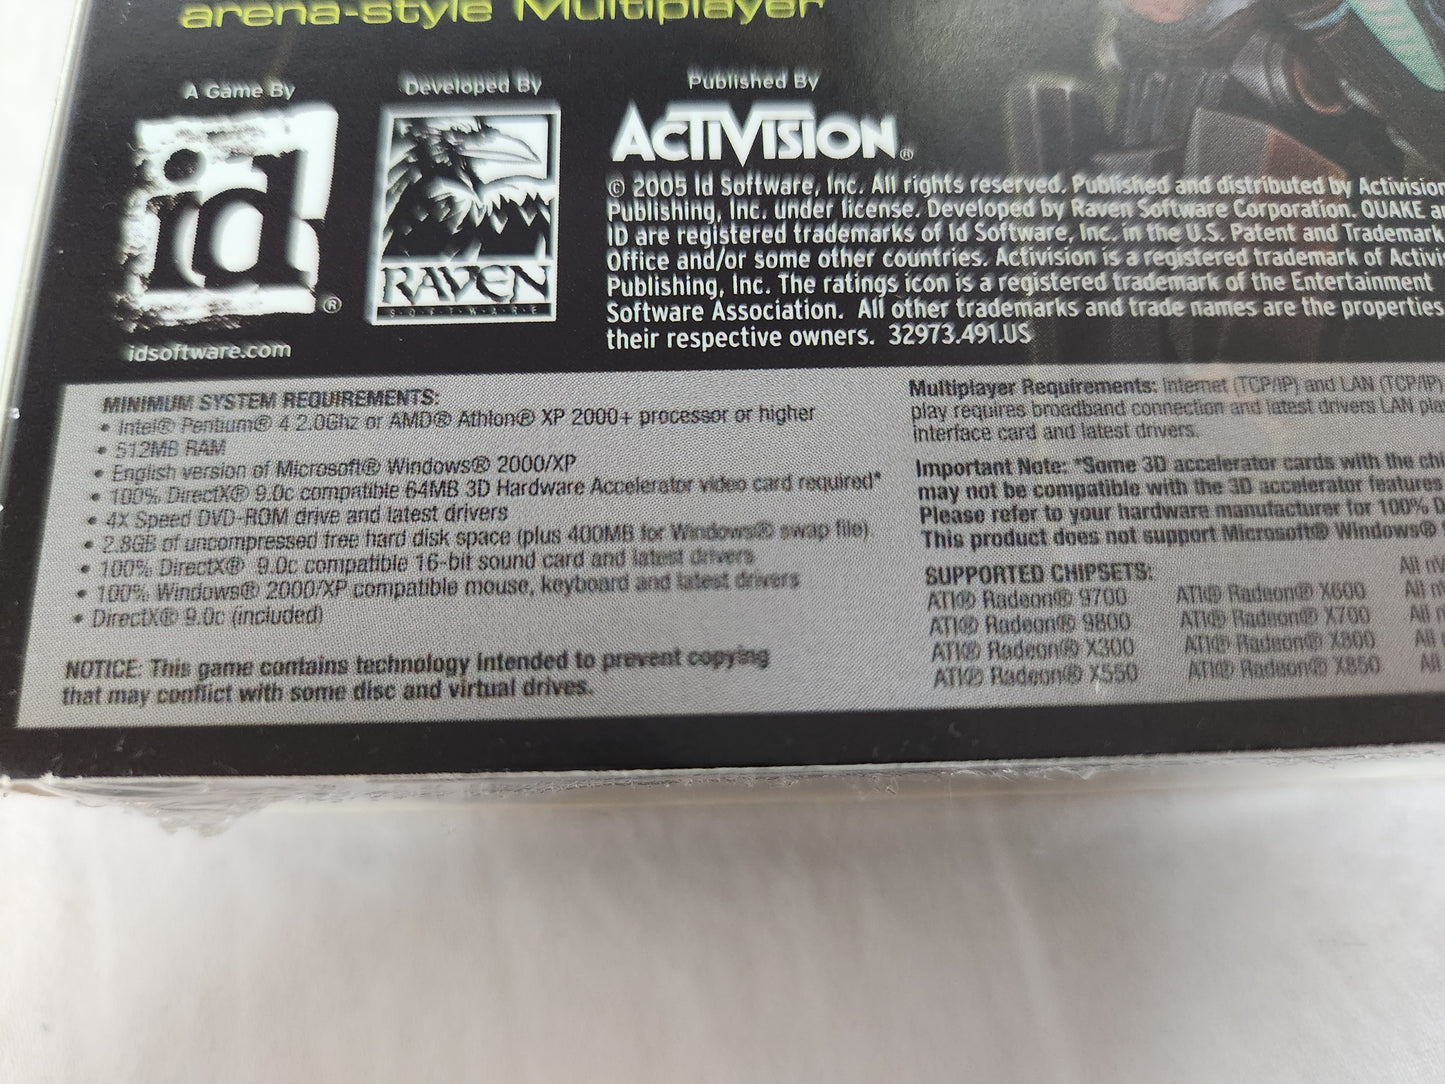 arena-style Multiplayer
A Game By
Developed By
Published By
id
®
idsoftware.com
RAVEN
SOFTWARE
ACTIVISION®
© 2005 Id Software, Inc. All rights reserved. Published and distributed by Activision
Publishing, Inc. under license. Developed by Raven Software Corporation. QUAKE
ID are registered trademarks of Id Software, Inc. in the U.S. Patent and Trademark
Office and/or some other countries. Activision is a registered trademark of
Publishing, Inc. The ratings icon is a registered trademark of the Entertainment
Software Association. All other trademarks and trade names are the properties
their respective owners. 32973.491.US
MINIMUM SYSTEM REQUIREMENTS:
• Intel® Pentium® 4 2.0Ghz or AMD® Athlon® XP 2000+ processor or higher
• 512MB RAM
• English version of Microsoft® Windows® 2000/XP
• 100% DirectX® 9.0c compatible 64MB 3D Hardware Accelerator video card required*
• 4X Speed DVD-ROM drive and latest drivers
• 2.8GB of uncompressed free hard disk space (plus 400MB for Windows® swap file)
• 100% DirectX® 9.0c compatible 16-bit sound card and latest drivers
• 100% Windows® 2000/XP compatible mouse, keyboard and latest drivers
• DirectX® 9.0c (included)
NOTICE: This game contains technology intended to prevent copying
that may conflict with some disc and virtual drives.
Multiplayer Requirements: Internet (TCP/IP) and LAN (TCP/IP)
play requires broadband connection and latest drivers LAN
interface card and latest drivers.
Important Note: *Some 3D accelerator cards with the
may not be compatible with the 3D accelerator features
Please refer to your hardware manufacturer for 100%
This product does not support Microsoft® Windows®
SUPPORTED CHIPSETS:
ATI® Radeon® 9700
ATI® Radeon® 9800
ATI® Radeon® X300
ATI® Radeon® X550
ATI® Radeon® X600
ATI® Radeon® X700
ATI® Radeon® X800
ATI® Radeon® X850
All
All
All
All
All